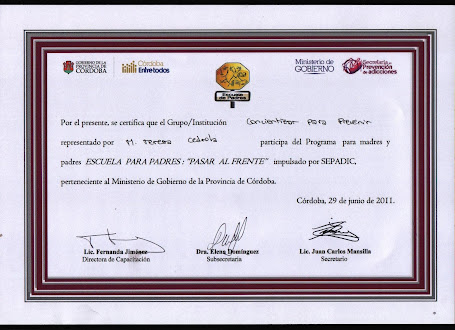 GOBIERNO DE LA
PROVINCIA DE
CÓRDOBA
Córdoba
Entre todos
Escuela
de Padres
Ministerio de
GOBIERNO
Secretaría de
Prevención
de adicciones
Por el presente, se certifica que el Grupo/Institución Concientizar para Prevenir
representado por M. Teresa participa del Programa para madres y
padres ESCUELA PARA PADRES: "PASAR AL FRENTE" impulsado por SEPADIC,
perteneciente al Ministerio de Gobierno de la Provincia de Córdoba.
Córdoba, 29 de junio de 2011.
Lic. Fernanda Jiménez
Directora de Capacitación
Dra. Elena Domínguez
Subsecretaria
Lic. Juan Carlos Mansilla
Secretario